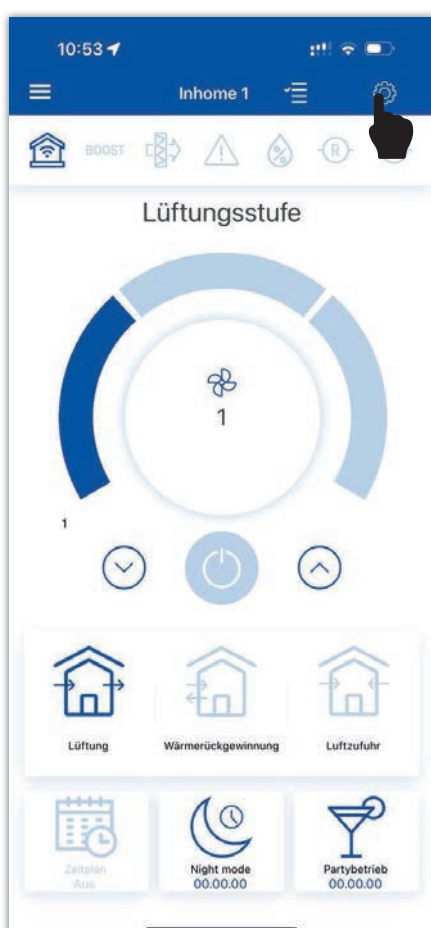 10:53
Inhome 1
BOOST
%
R
Lüftungsstufe
1
1
Lüftung Wärmerückgewinnung Luftzufuhr
Zeitplan
Aus
Night mode
00.00.00
Partybetrieb
00.00.00